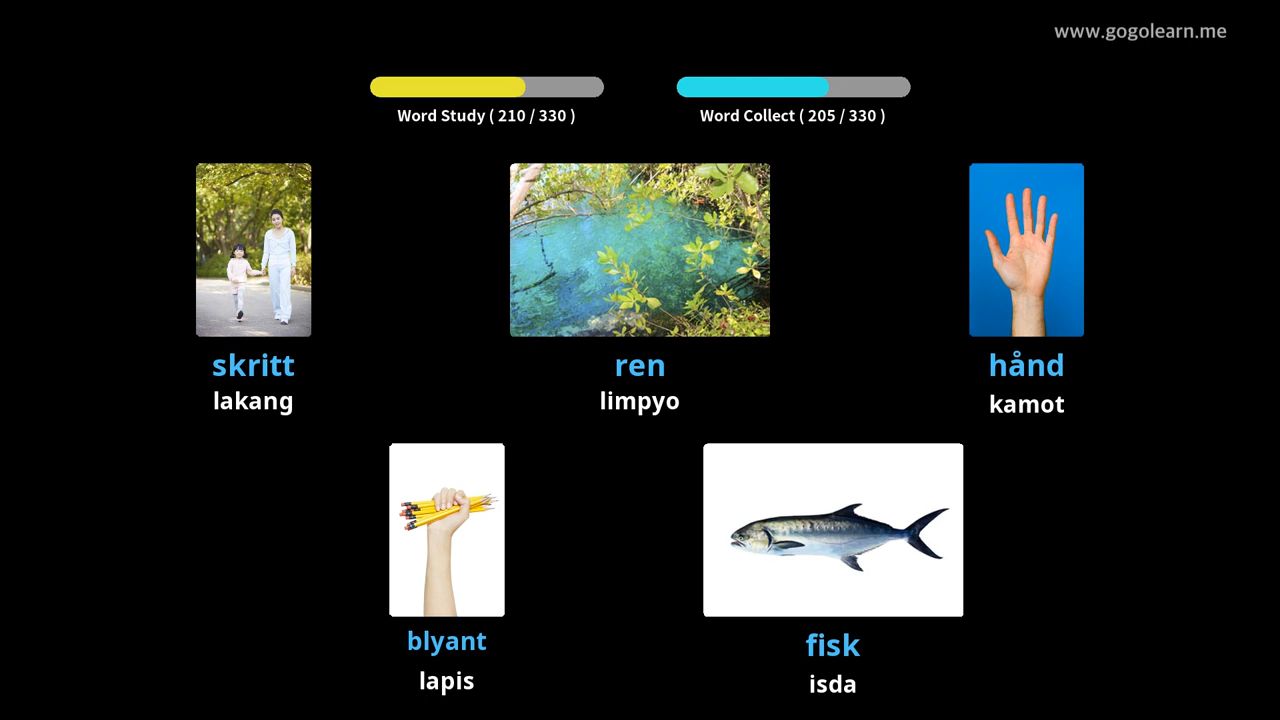 www.gogolearn.me
Word Study ( 210 / 330 )
Word Collect ( 205 / 330 )
skritt
lakang
ren
limpyo
hånd
kamot
blyant
lapis
fisk
isda